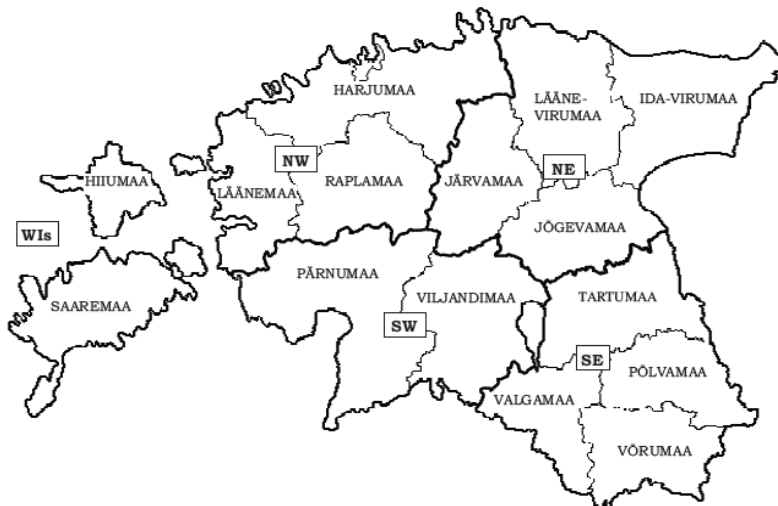 HARJUMAA
LÄÄNE-
VIRUMAA
IDA-VIRUMAA
NW
NE
HIIUMAA
LÄÄNEMAA
RAPLAMAA
JÄRVAMAA
WIs
JÕGEVAMAA
PÄRNUMAA
SAAREMAA
VILJANDIMAA
TARTUMAA
SW
SE
PÕLVAMAA
VALGAMAA
VÕRUMAA